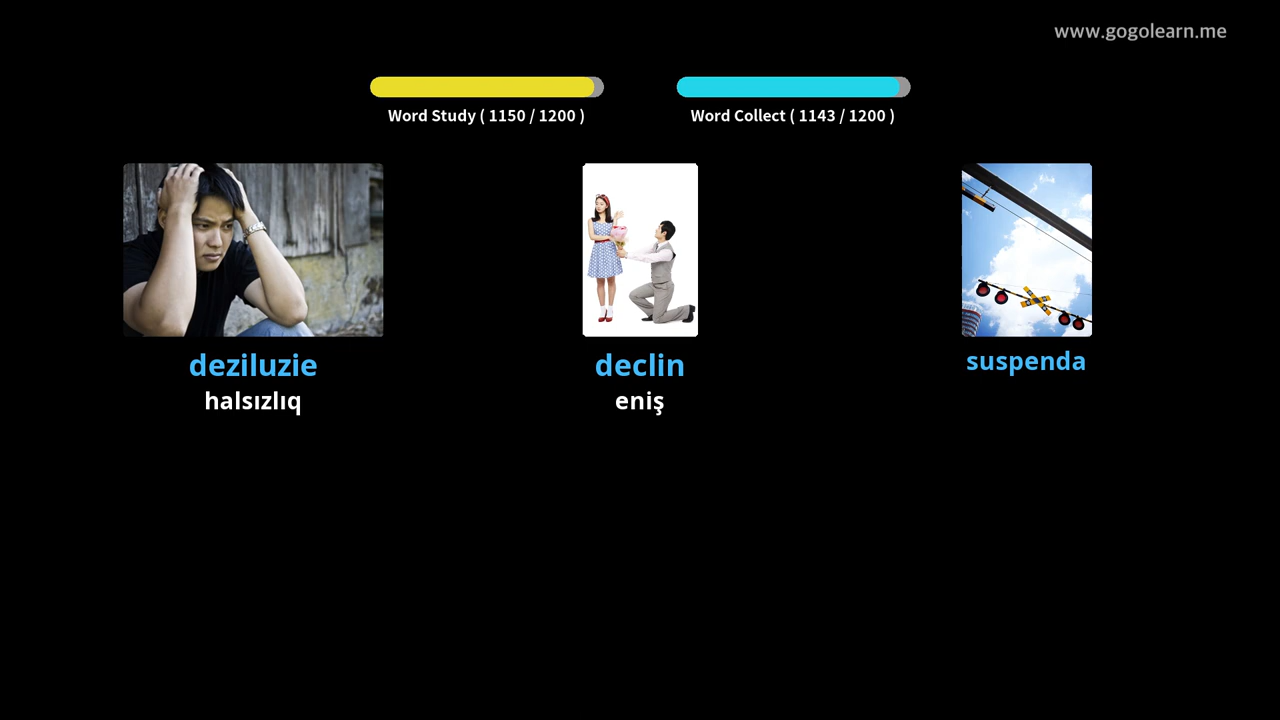 www.gogolearn.me
Word Study ( 1150 / 1200 )
Word Collect ( 1143 / 1200 )
deziluzie
declin
suspenda
halsızlıq
eniş